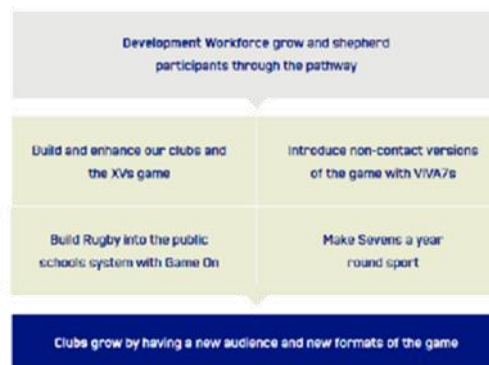 Development Workforce grow and shepherd
participants through the pathway
Build and enhance our clubs and
the XVs game
Introduce non-contact versions
of the game with VIVA7s
Build Rugby into the public
schools system with Game On
Make Sevens a year
round sport
Clubs grow by having a new audience and new formats of the game